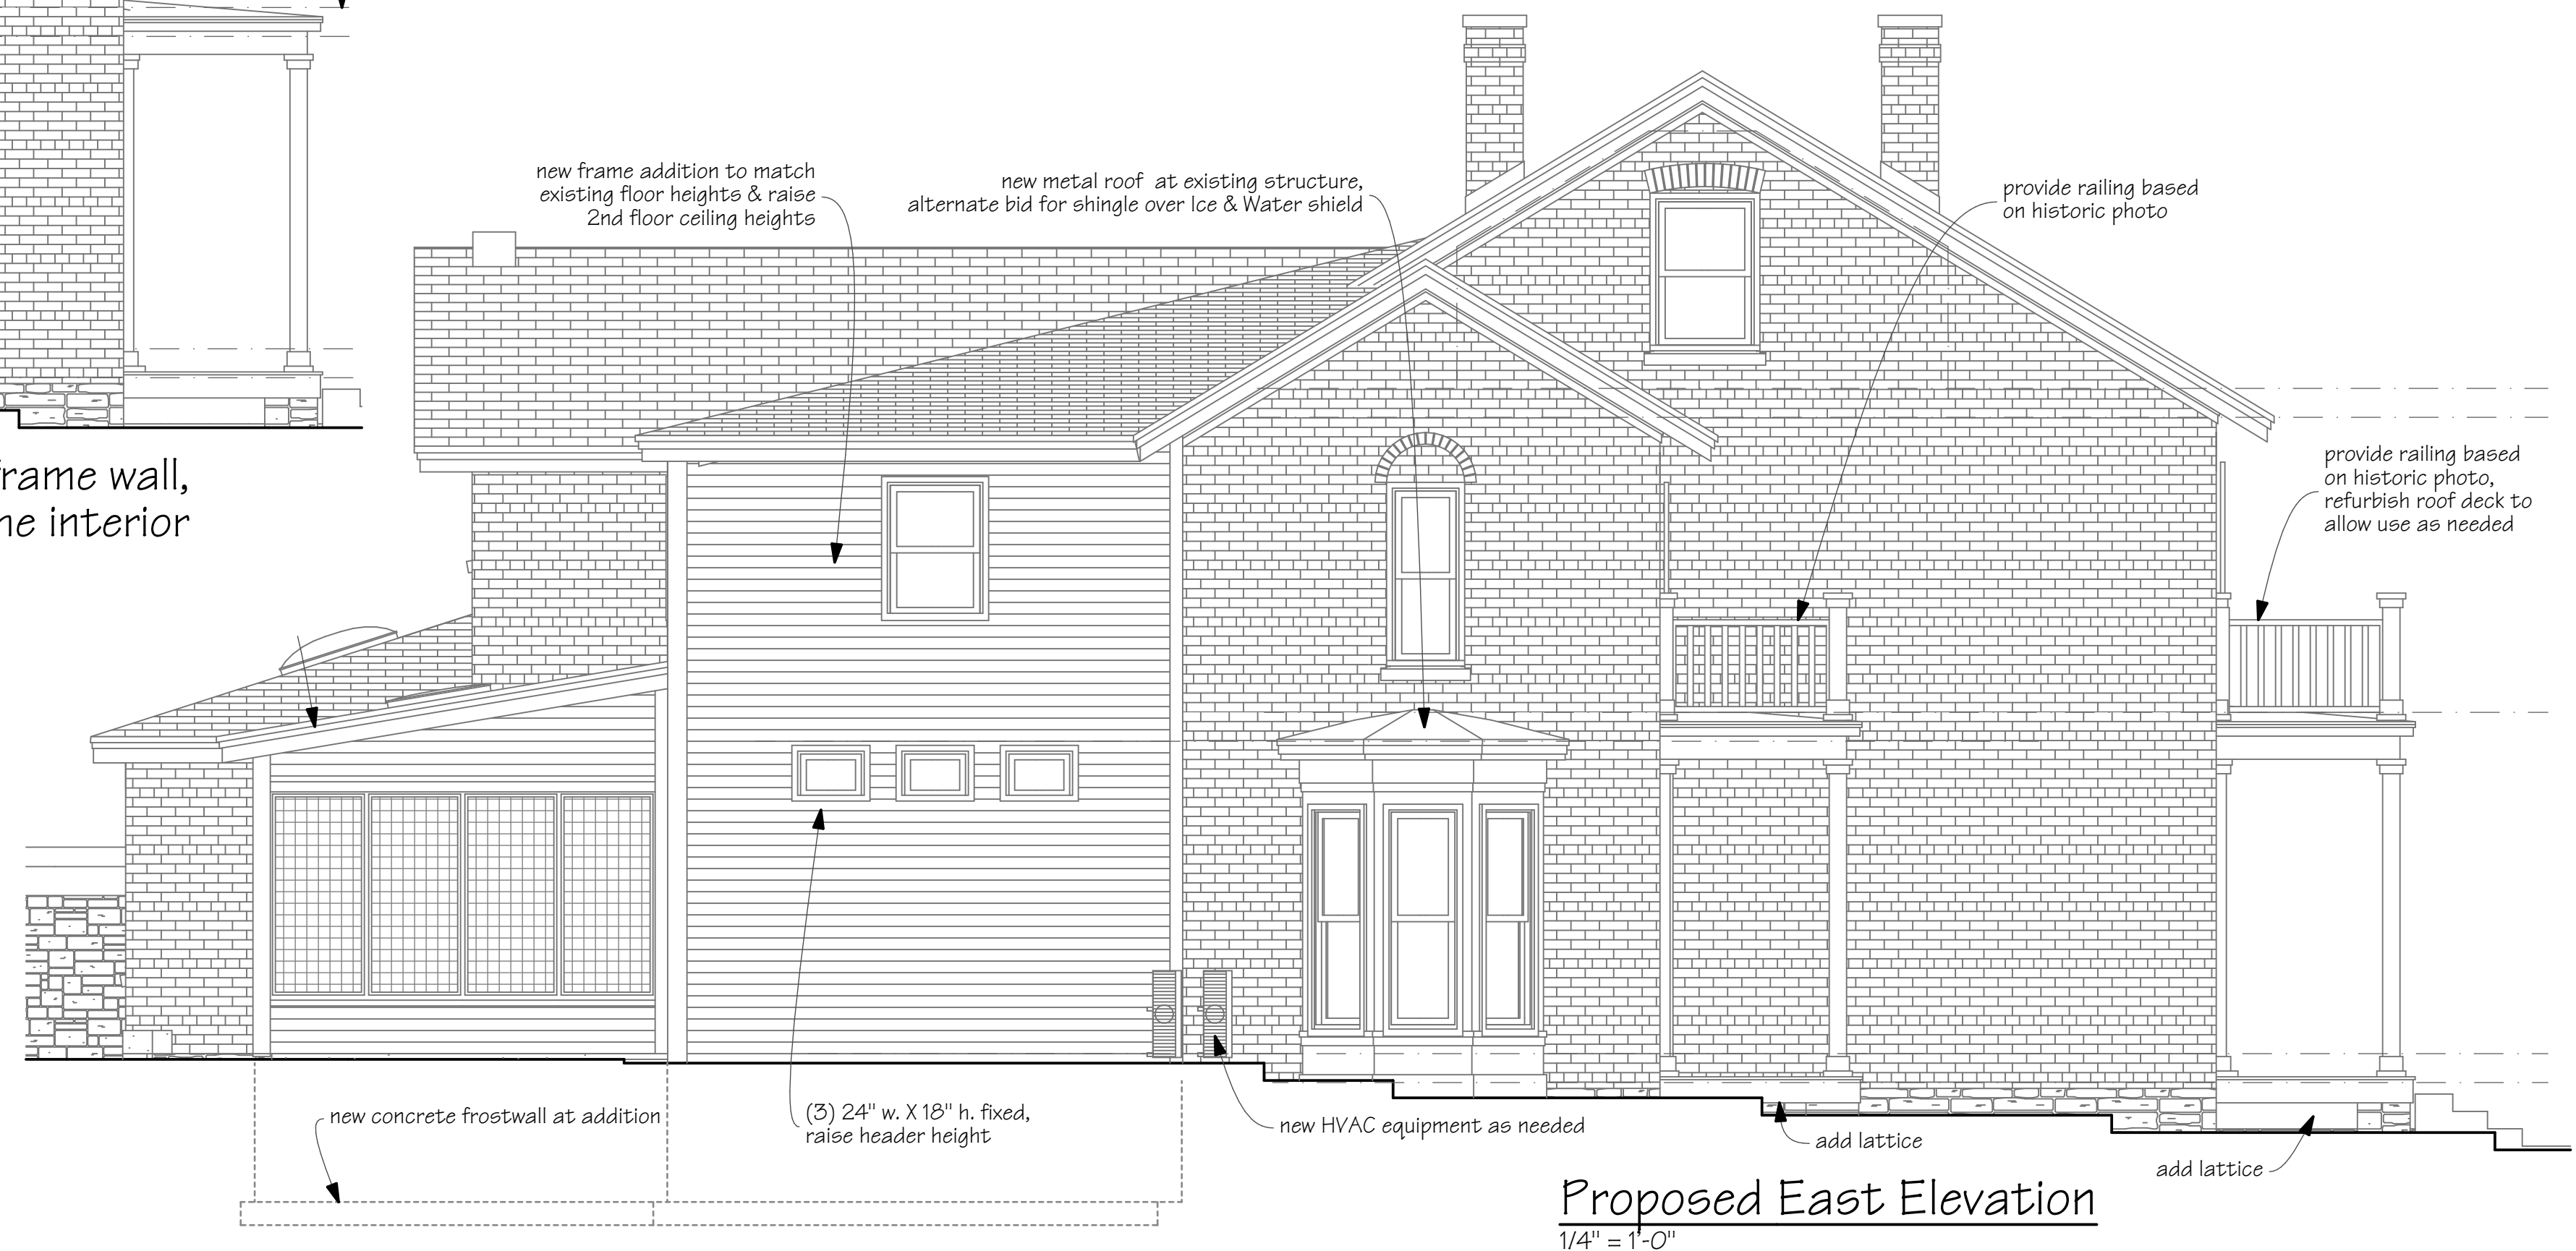 new frame addition to match
existing floor heights & raise
2nd floor ceiling heights
new metal roof at existing structure,
alternate bid for shingle over Ice & Water shield
provide railing based
on historic photo
provide railing based
on historic photo,
refurbish roof deck to
allow use as needed
frame wall,
interior
new concrete frostwall at addition
(3) 24" w. X 18" h. fixed,
raise header height
new HVAC equipment as needed
add lattice
add lattice
Proposed East Elevation
1/4" = 1'-0"